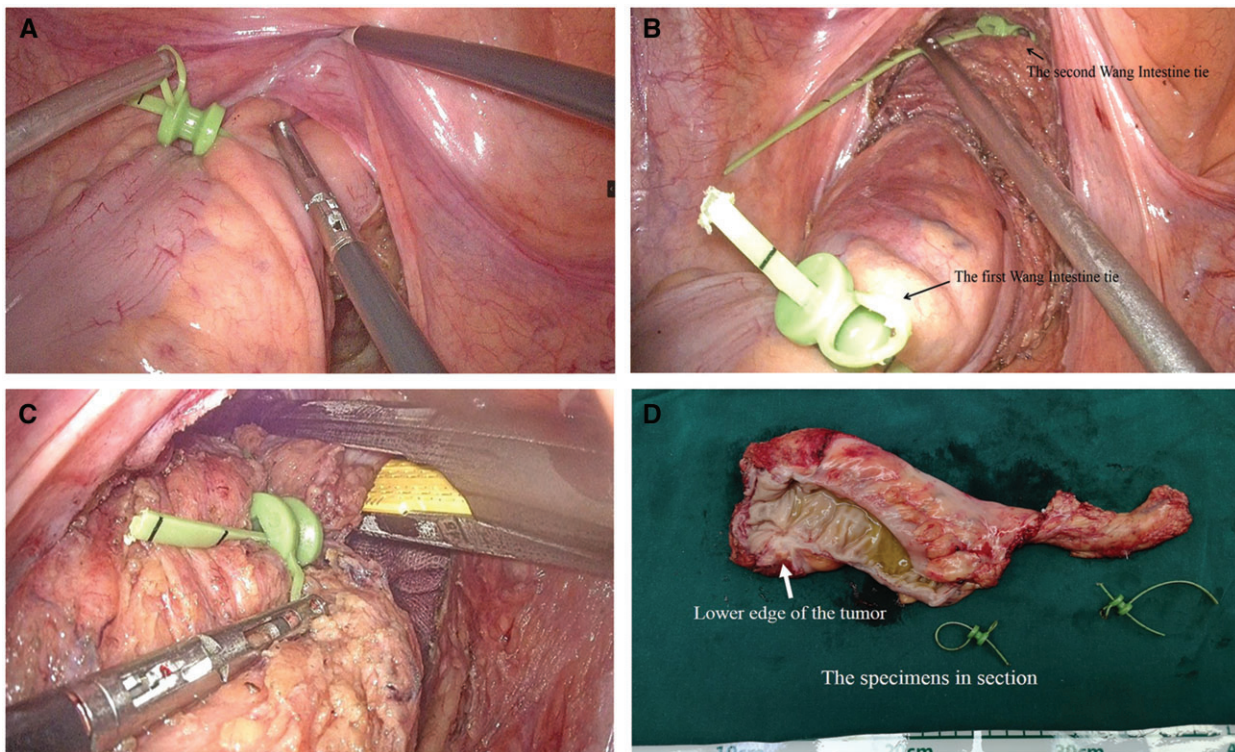 A
B
The second Wang Intestine tie
The first Wang Intestine tie
C
D
Lower edge of the tumor
The specimens in section